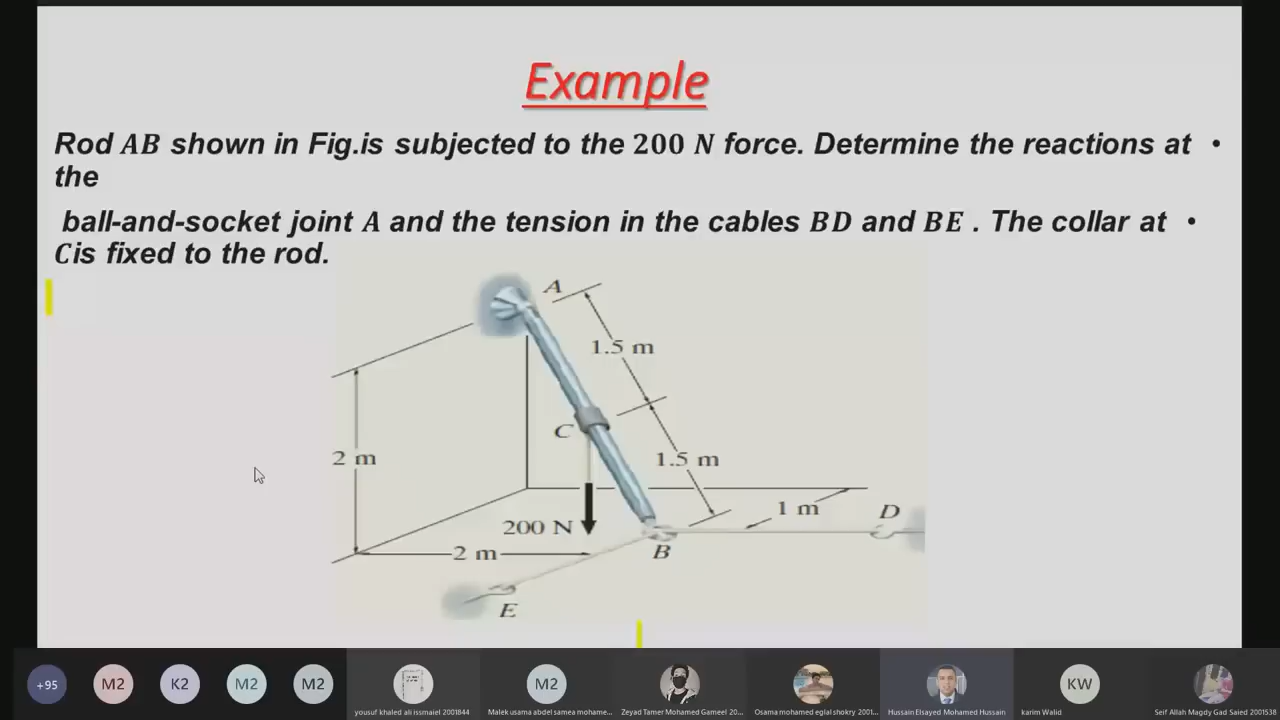 Example
Rod AB shown in Fig.is subjected to the 200 N force. Determine the reactions at •
the
ball-and-socket joint A and the tension in the cables BD and BE . The collar at •
Cis fixed to the rod.
A
1.5 m
C
2 m
1.5 m
1 m
D
200 N
2 m
B
E
+95
M2
K2
M2
M2
M2
KW
yousuf khaled ali issmaiel 2001844
Malek usama abdel samea mohame...
Zeyad Tamer Mohamed Gameel 20...
Osama mohamed eglal shokry 2001...
Hussain Elsayed Mohamed Hussain
karim Walid
Seif Allah Magdy Gad Saied 2001538